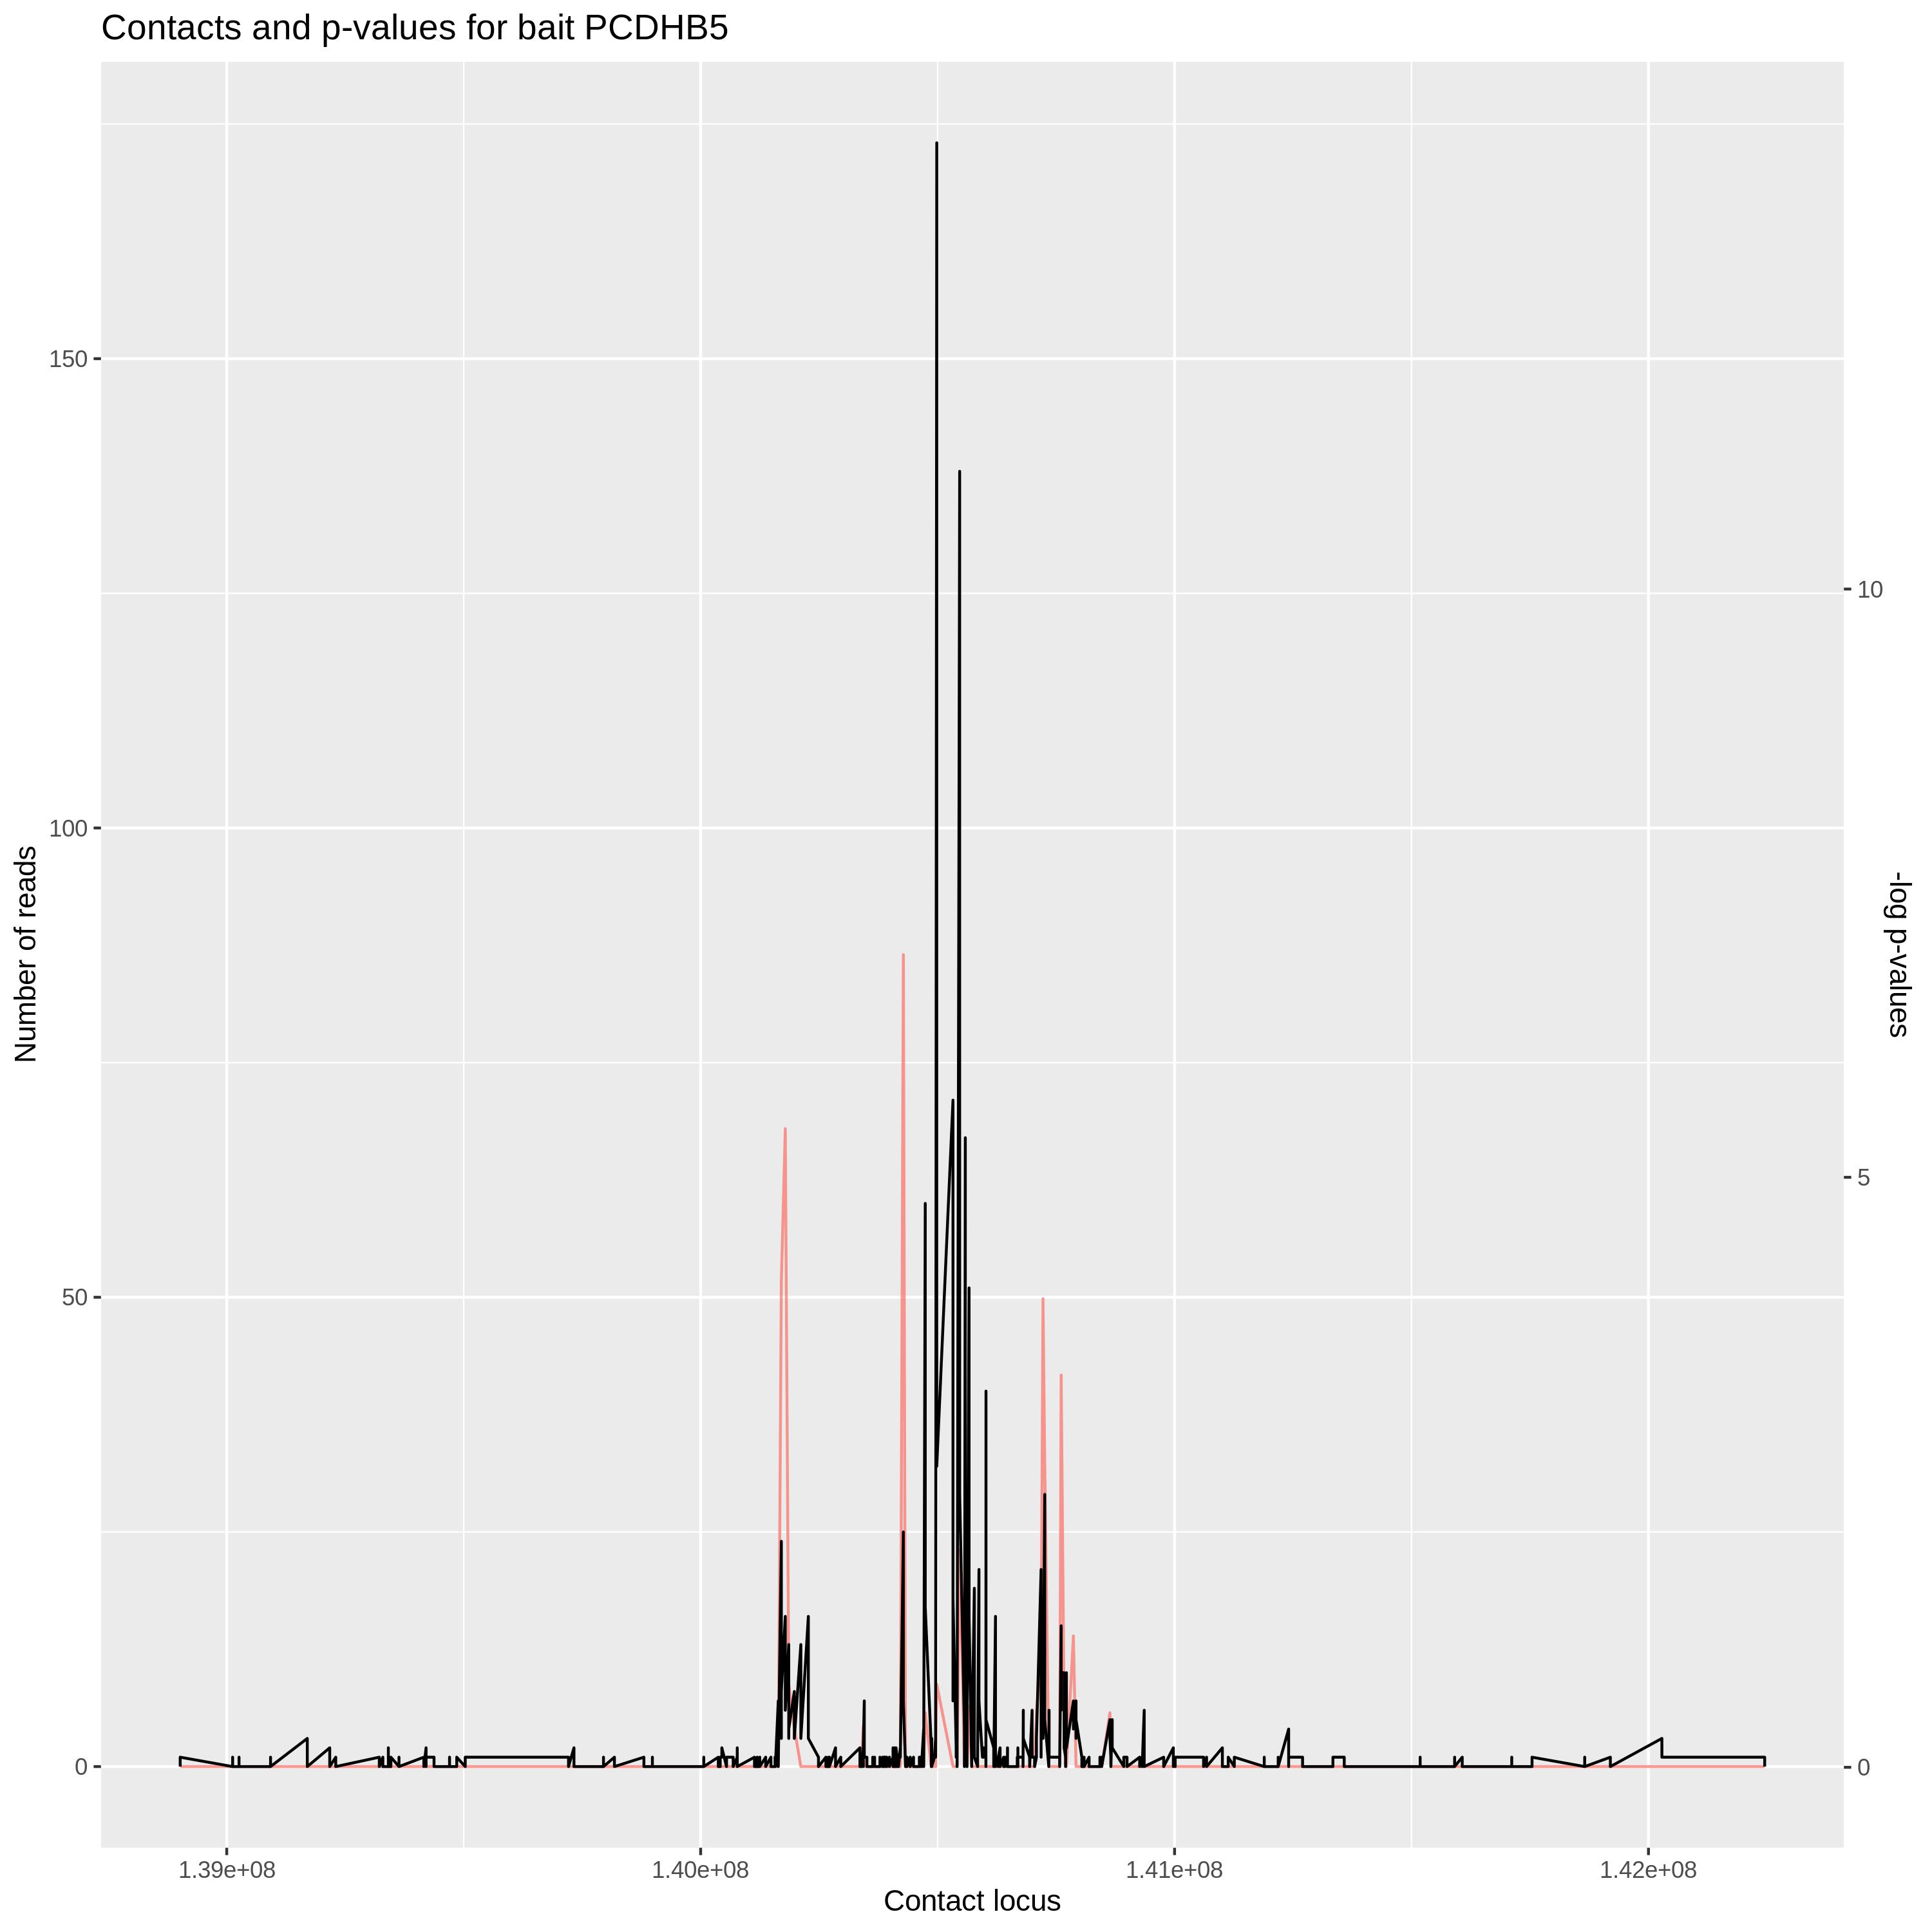 Contacts and p-values for bait PCDHB5
150
100
50
0
Number of reads
10
5
0
-log p-values
1.39e+08
1.40e+08
1.41e+08
1.42e+08
Contact locus